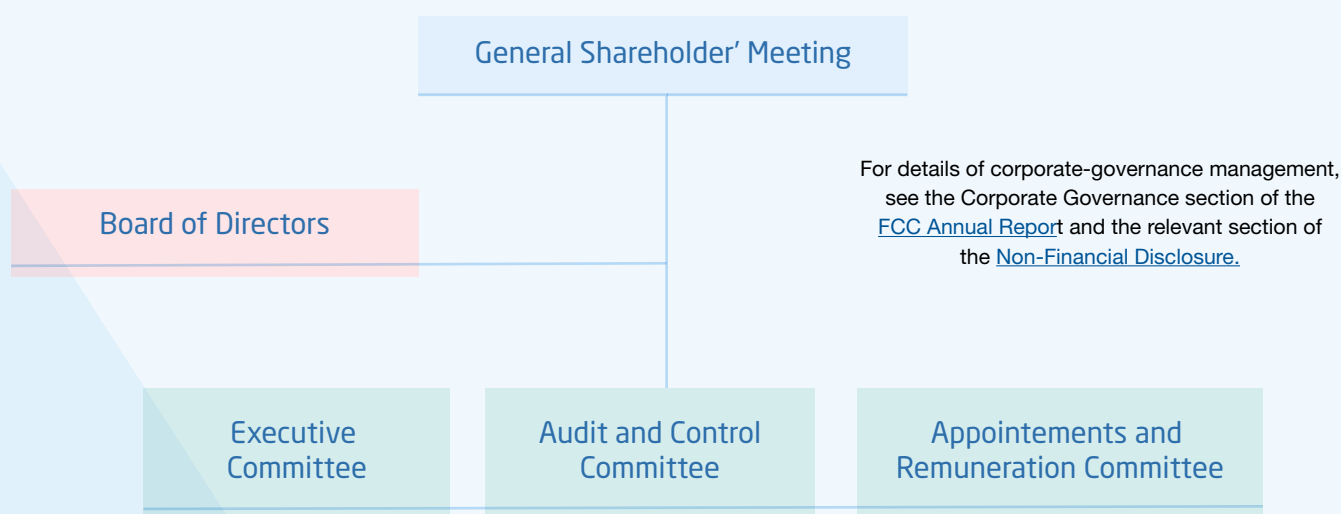 General Shareholder' Meeting
For details of corporate-governance management,
see the Corporate Governance section of the
FCC Annual Report and the relevant section of
the Non-Financial Disclosure.
Board of Directors
Executive
Committee
Audit and Control
Committee
Appointements and
Remuneration Committee